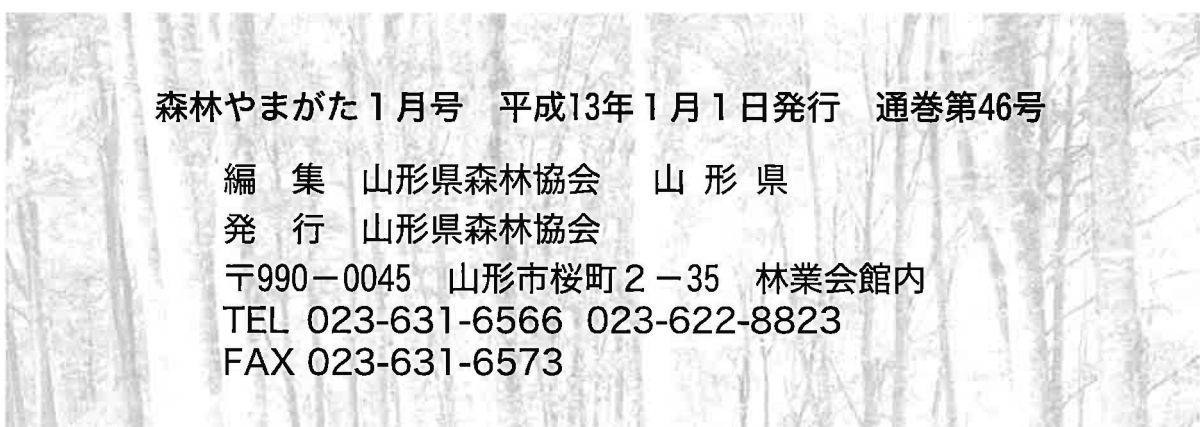 森林やまがた１月号　平成13年１月１日発行　通巻第46号
編　集　山形県森林協会　山 形 県
発　行　山形県森林協会
〒990－0045　山形市桜町２－35　林業会館内
TEL 023-631-6566 023-622-8823
FAX 023-631-6573